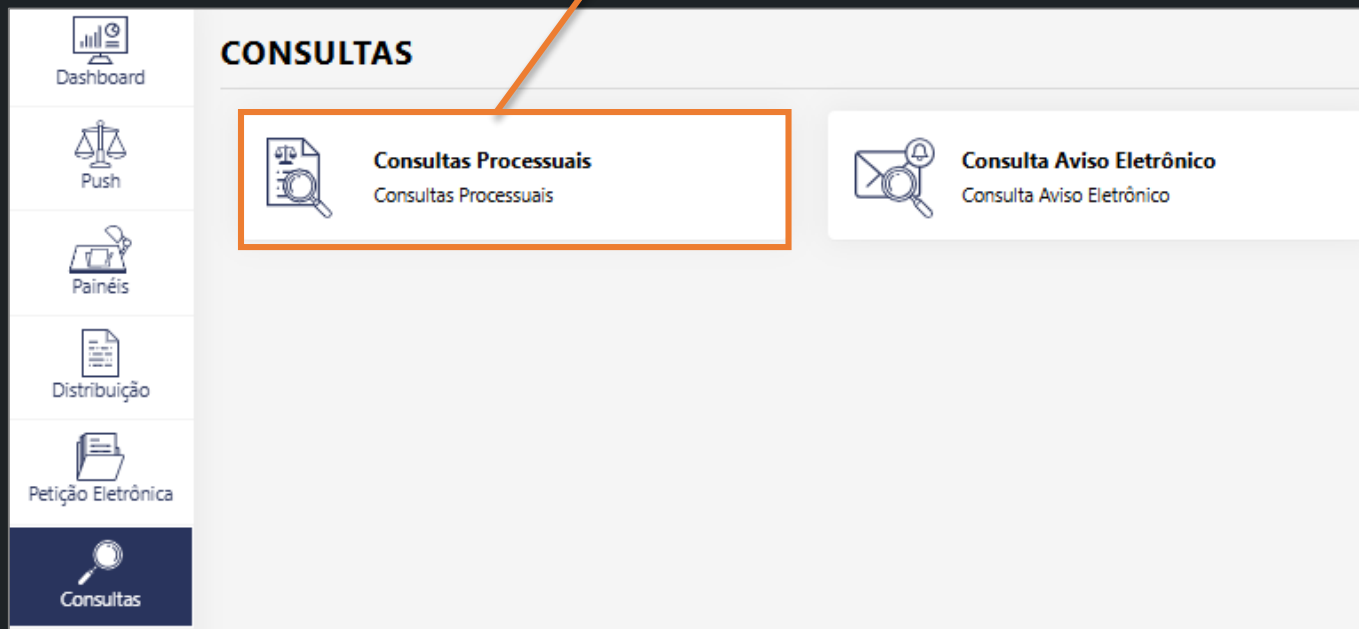 Dashboard
Push
Painéis
Distribuição
Petição Eletrônica
Consultas
CONSULTAS
Consultas Processuais
Consultas Processuais
Consulta Aviso Eletrônico
Consulta Aviso Eletrônico